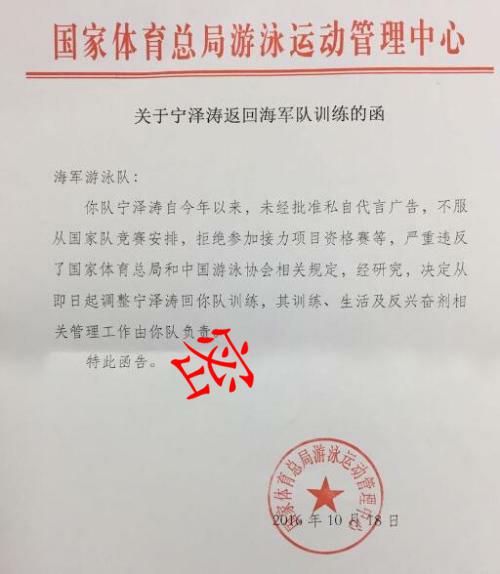 国家体育总局游泳运动管理中心
关于宁泽涛返回海军队训练的函
海军游泳队：
你队宁泽涛自今年以来，未经批准私自代言广告，不服
从国家队竞赛安排，拒绝参加接力项目资格赛等，严重违反
了国家体育总局和中国游泳协会相关规定，经研究，决定从
即日起调整宁泽涛回你队训练，其训练、生活及反兴奋剂相
关管理工作由你队负责。
特此函告。
密
国家体育总局游泳运动管理中心
2016 年 10 月 18 日